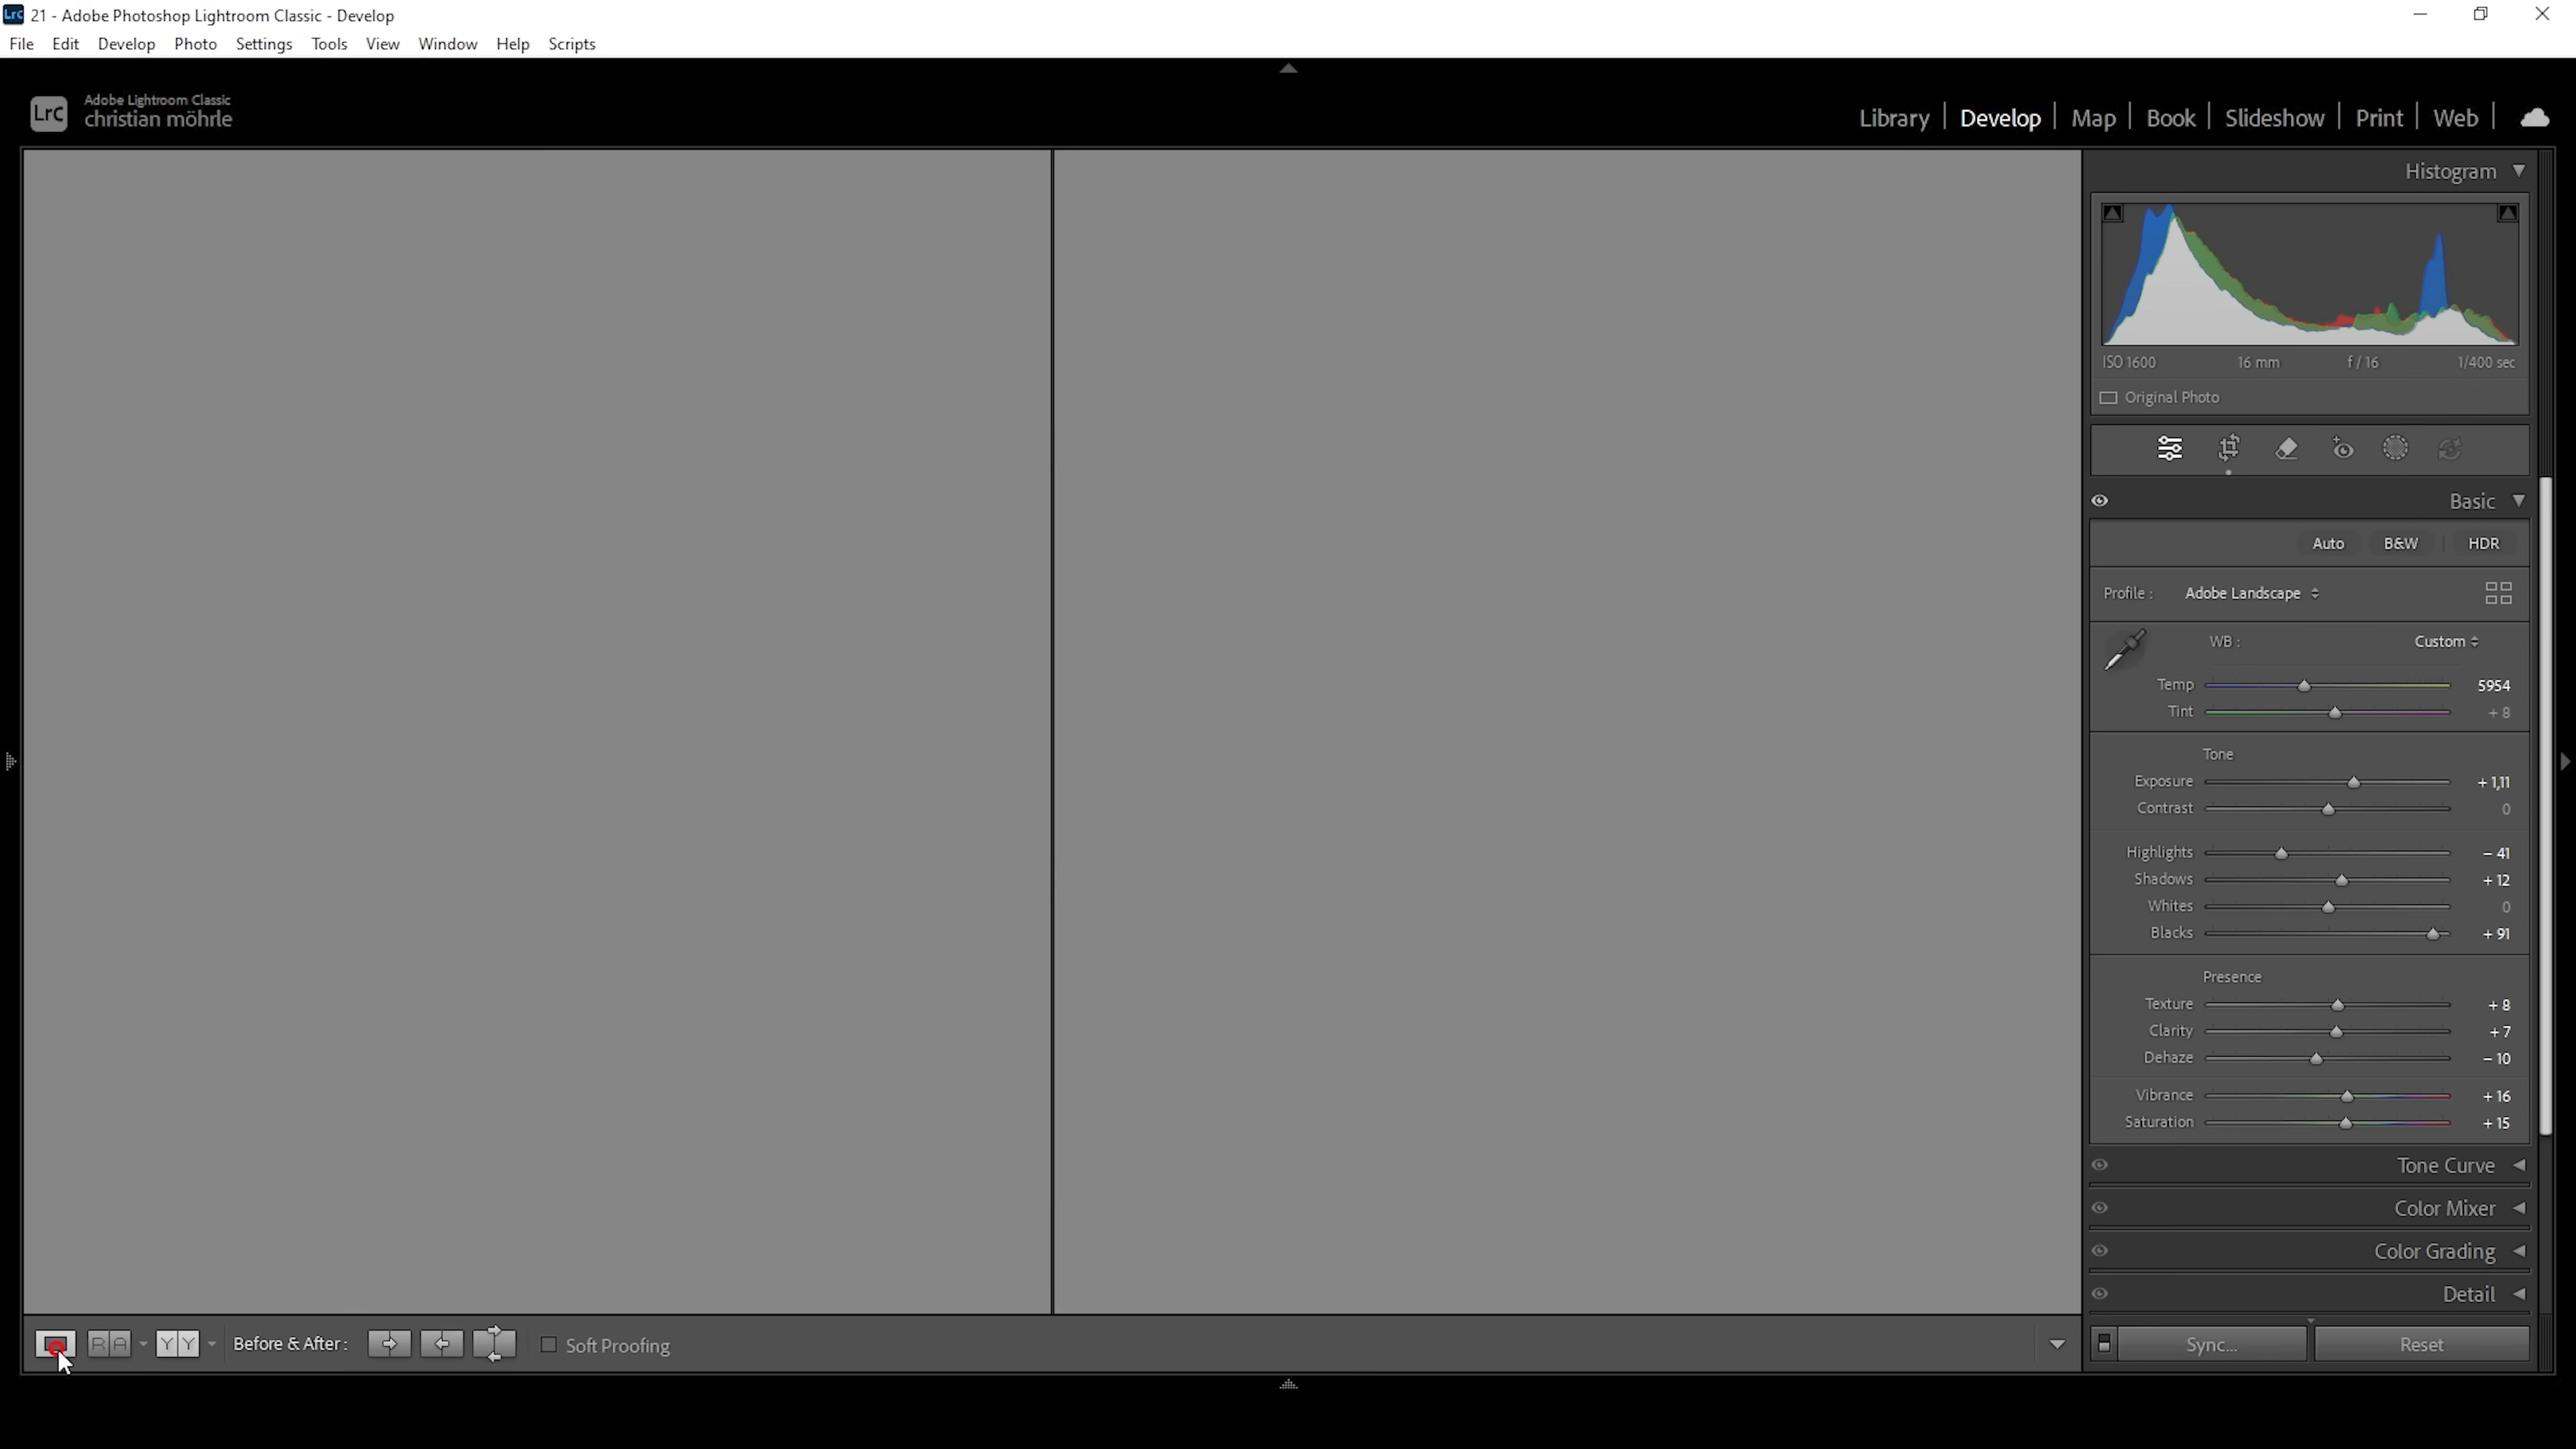 Lrc 21 - Adobe Photoshop Lightroom Classic - Develop
File Edit Develop Photo Settings Tools View Window Help Scripts
Lrc
Adobe Lightroom Classic
christian möhrle
Library | Develop | Map | Book | Slideshow | Print | Web |
Histogram
ISO 1600 16 mm f / 16 1/400 sec
Original Photo
Basic
Auto B&W HDR
Profile : Adobe Landscape
WB : Custom
Temp 5954
Tint + 8
Tone
Exposure + 1,11
Contrast 0
Highlights - 41
Shadows + 12
Whites 0
Blacks + 91
Presence
Texture + 8
Clarity + 7
Dehaze - 10
Vibrance + 16
Saturation + 15
Tone Curve
Color Mixer
Color Grading
Detail
R A Y Y Before & After : Soft Proofing
Sync... Reset